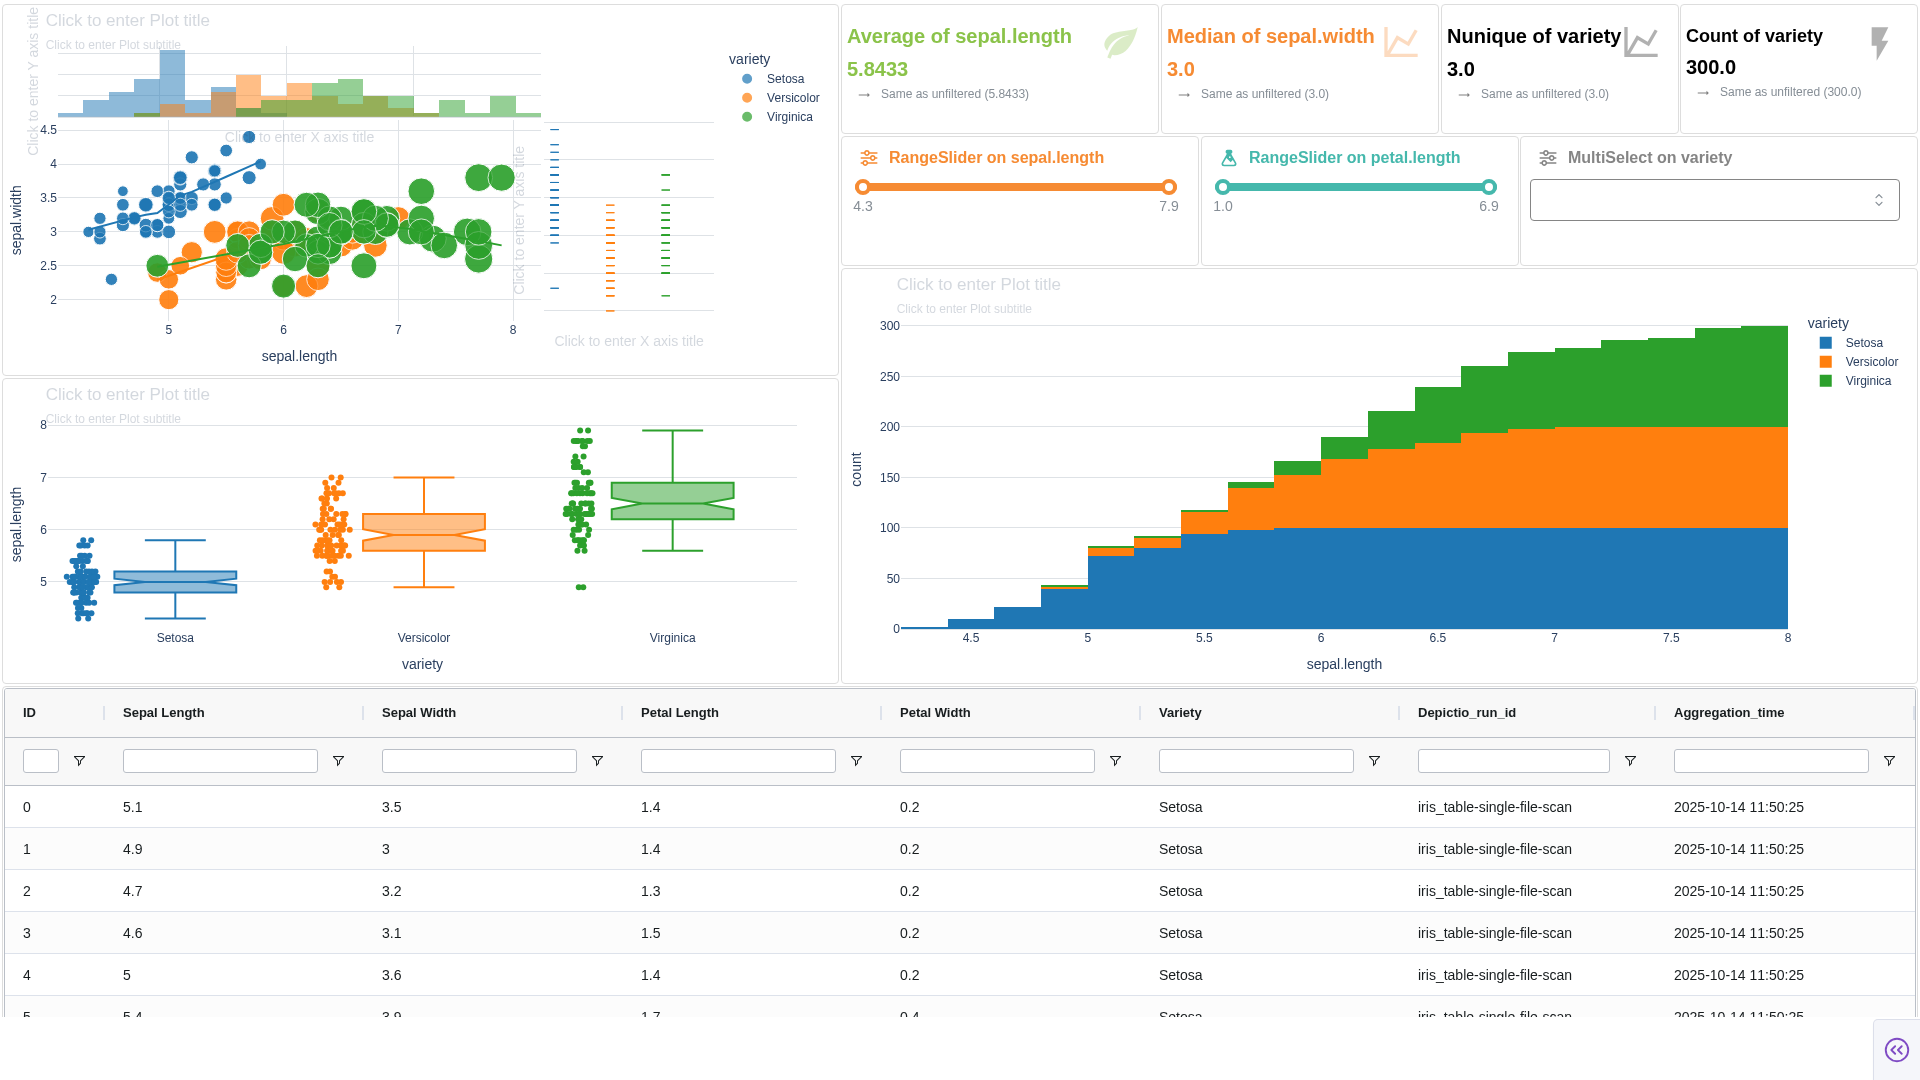 Click to enter Plot title
Click to enter Plot subtitle
Click to enter Y axis title
Click to enter X axis title
variety
Setosa
Versicolor
Virginica
4.5
4
3.5
3
2.5
2
sepal.width
5
6
7
8
sepal.length
Click to enter Y axis title
Click to enter X axis title
Average of sepal.length
5.8433
Same as unfiltered (5.8433)
Median of sepal.width
3.0
Same as unfiltered (3.0)
Nunique of variety
3.0
Same as unfiltered (3.0)
Count of variety
300.0
Same as unfiltered (300.0)
RangeSlider on sepal.length
4.3 7.9
RangeSlider on petal.length
1.0 6.9
MultiSelect on variety
Click to enter Plot title
Click to enter Plot subtitle
8
7
6
5
sepal.length
Setosa Versicolor Virginica
variety
Click to enter Plot title
Click to enter Plot subtitle
300
250
200
150
100
50
0
count
4.5 5 5.5 6 6.5 7 7.5 8
sepal.length
variety
Setosa
Versicolor
Virginica
ID Sepal Length Sepal Width Petal Length Petal Width Variety Depictio_run_id Aggregation_time
0 5.1 3.5 1.4 0.2 Setosa iris_table-single-file-scan 2025-10-14 11:50:25
1 4.9 3 1.4 0.2 Setosa iris_table-single-file-scan 2025-10-14 11:50:25
2 4.7 3.2 1.3 0.2 Setosa iris_table-single-file-scan 2025-10-14 11:50:25
3 4.6 3.1 1.5 0.2 Setosa iris_table-single-file-scan 2025-10-14 11:50:25
4 5 3.6 1.4 0.2 Setosa iris_table-single-file-scan 2025-10-14 11:50:25
5 5.4 3.9 1.7 0.4 Setosa iris_table-single-file-scan 2025-10-14 11:50:25